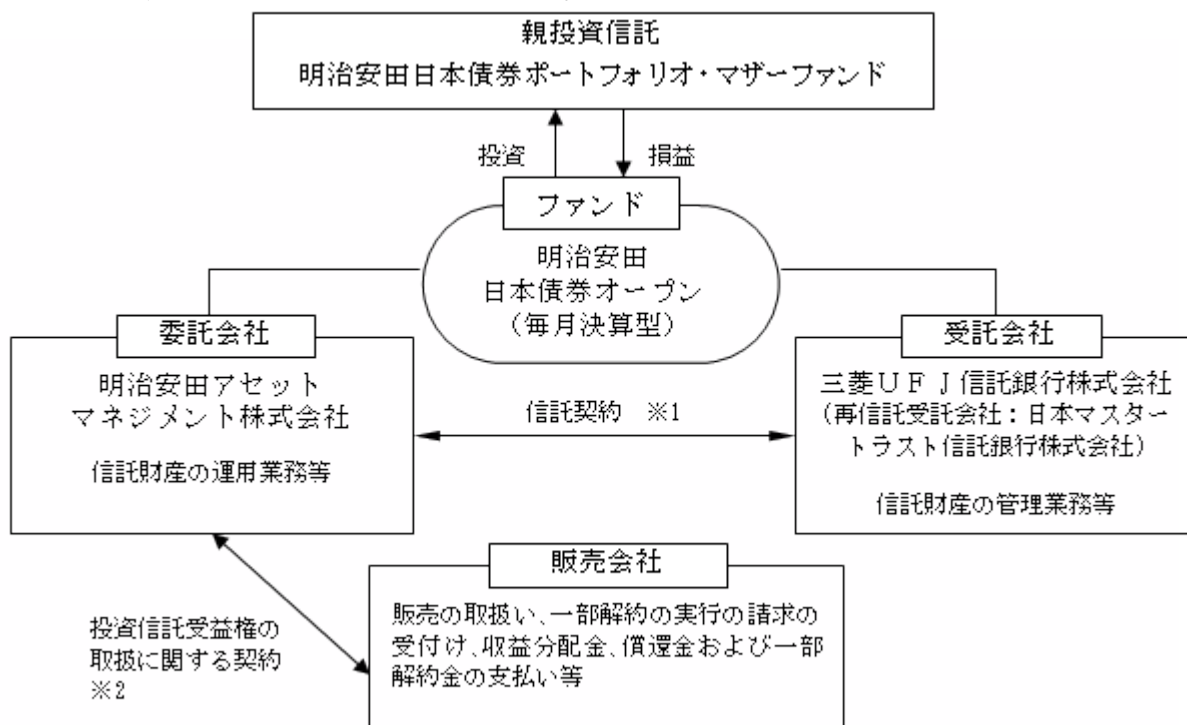 親投資信託
明治安田日本債券ポートフォリオ・マザーファンド
投資
損益
ファンド
明治安田
日本債券オープン
（毎月決算型）
委託会社
明治安田アセット
マネジメント株式会社
信託財産の運用業務等
信託契約　※1
受託会社
三菱ＵＦＪ信託銀行株式会社
（再信託受託会社：日本マスター
トラスト信託銀行株式会社）
信託財産の管理業務等
投資信託受益権の
取扱に関する契約
※2
販売会社
販売の取扱い、一部解約の実行の請求の
受付け、収益分配金、償還金および一部
解約金の支払い等